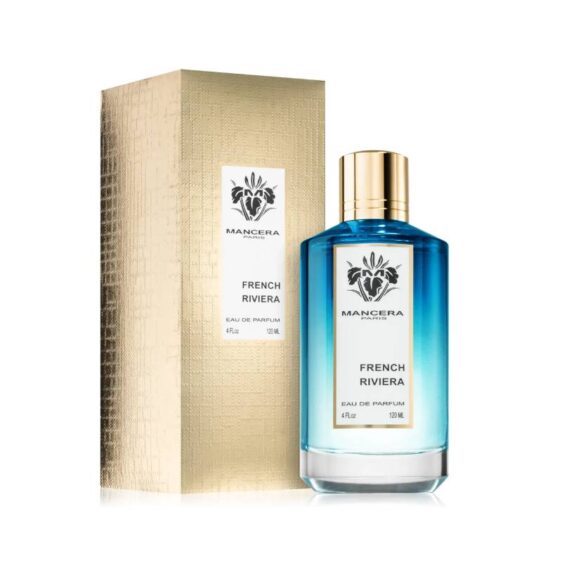 MANCERA
PARIS
FRENCH
RIVIERA
EAU DE PARFUM
4 Fl.oz 120 ML
MANCERA
PARIS
FRENCH
RIVIERA
EAU DE PARFUM
4 Fl.oz 120 ML